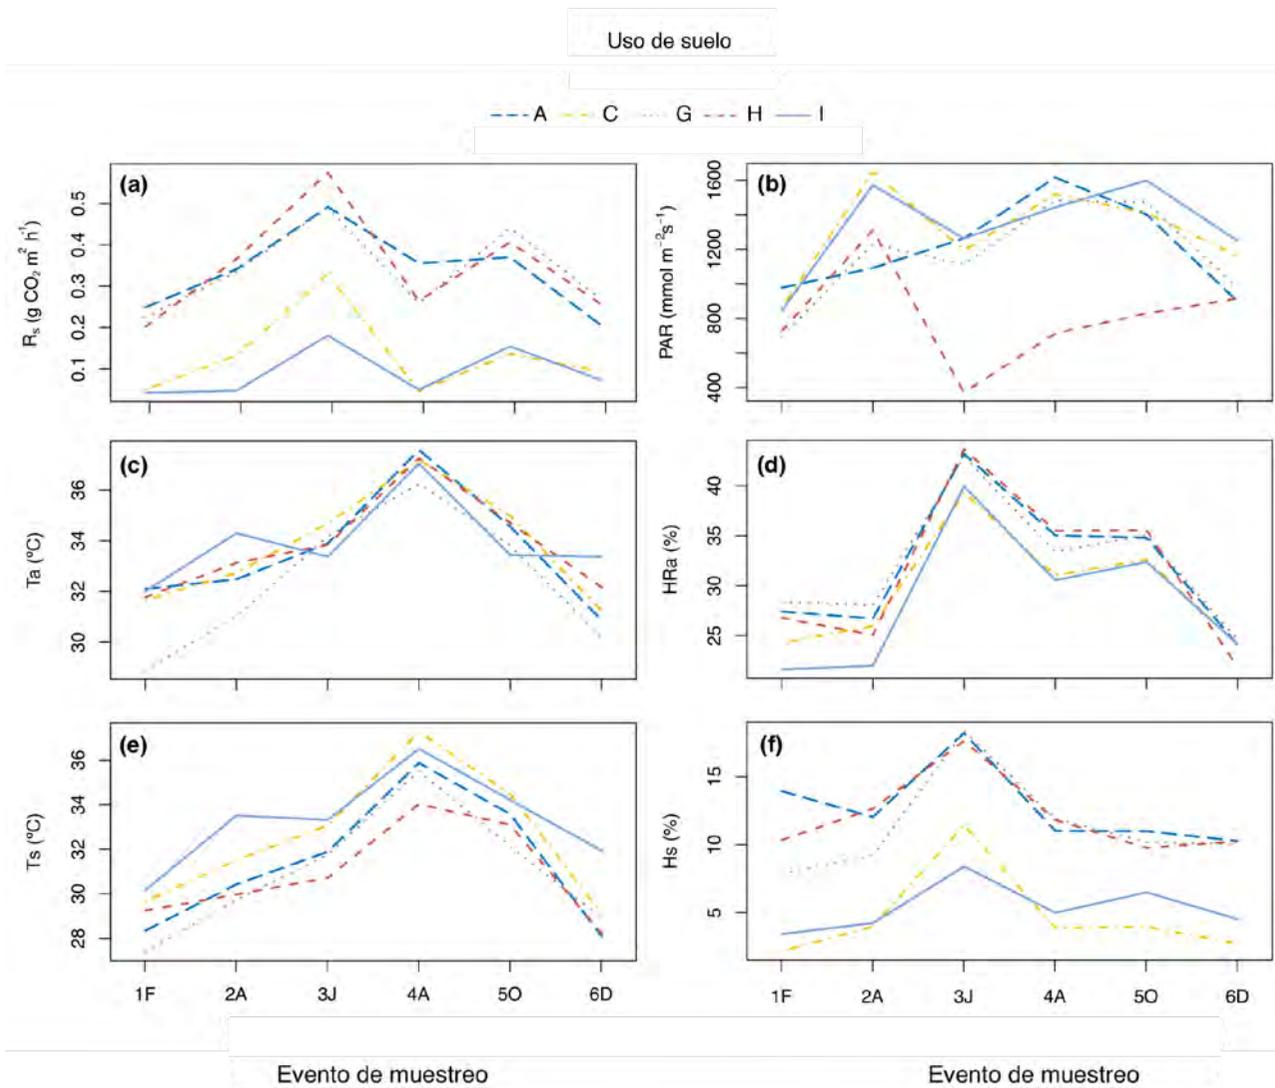 Uso de suelo
A C G H I
(a)
Rs (g CO₂ m² h¹)
0.5
0.4
0.3
0.2
0.1
(b)
PAR (mmol m⁻²s⁻¹)
1600
1200
800
400
(c)
Ta (ºC)
36
34
32
30
(d)
HRa (%)
40
35
30
25
(e)
Ts (ºC)
36
34
32
30
28
1F 2A 3J 4A 5O 6D
(f)
Hs (%)
15
10
5
1F 2A 3J 4A 5O 6D
Evento de muestreo
Evento de muestreo